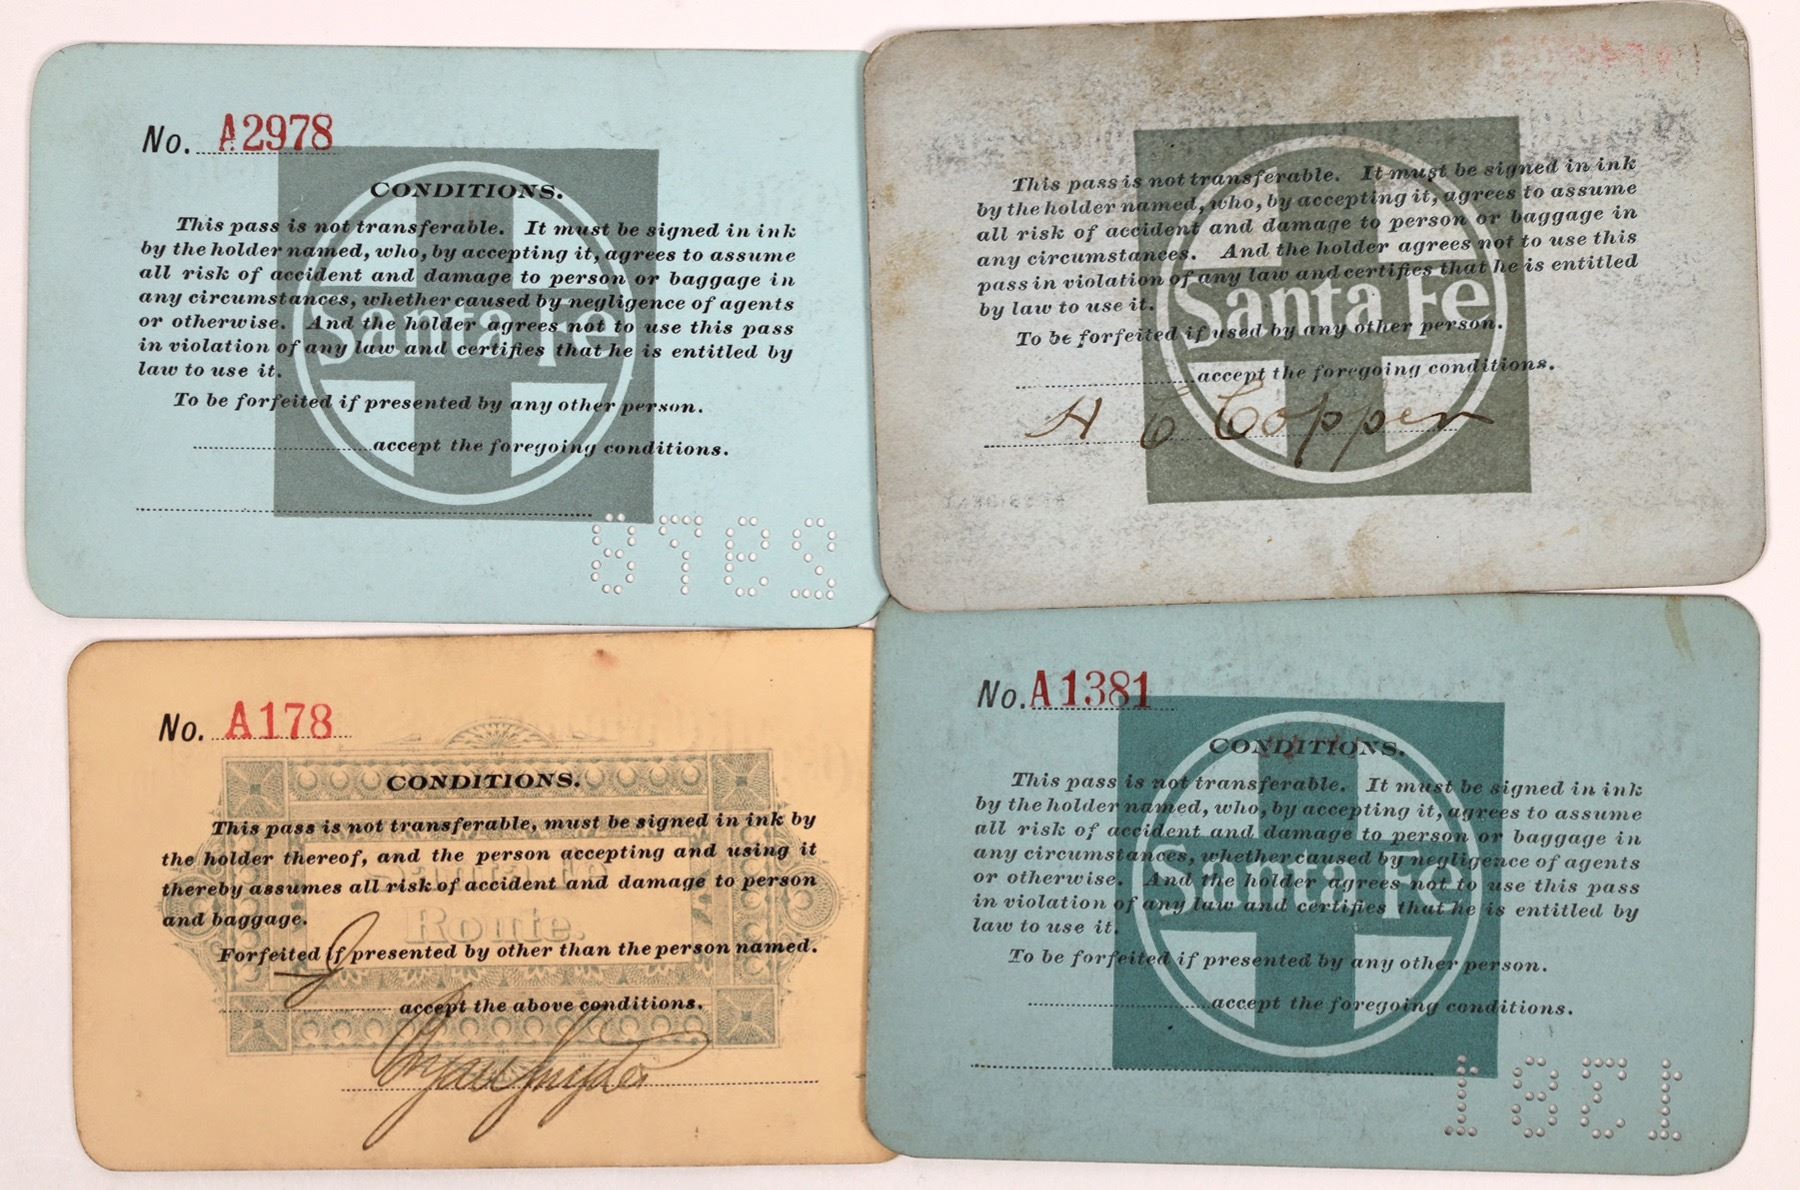 No. A2978
CONDITIONS.
This pass is not transferable. It must be signed in ink
by the holder named, who, by accepting it, agrees to assume
all risk of accident and damage to person or baggage in
any circumstances, whether caused by negligence of agents
or otherwise. And the holder agrees not to use this pass
in violation of any law and certifies that he is entitled by
law to use it.
To be forfeited if presented by any other person.
accept the foregoing conditions.
Santa Fe
2978
This pass is not transferable. It must be signed in ink
by the holder named, who, by accepting it, agrees to assume
all risk of accident and damage to person or baggage in
any circumstances. And the holder agrees not to use this
pass in violation of any law and certifies that he is entitled
by law to use it.
To be forfeited if used by any other person.
accept the foregoing conditions.
A C Coppen
Santa Fe
No. A178
CONDITIONS.
This pass is not transferable, must be signed in ink by
the holder thereof, and the person accepting and using it
thereby assumes all risk of accident and damage to person
and baggage.
Forfeited if presented by other than the person named.
I accept the above conditions.
Route.
No. A1381
CONDITIONS.
This pass is not transferable. It must be signed in ink
by the holder named, who, by accepting it, agrees to assume
all risk of accident and damage to person or baggage in
any circumstances, whether caused by negligence of agents
or otherwise. And the holder agrees not to use this pass
in violation of any law and certifies that he is entitled by
law to use it.
To be forfeited if presented by any other person.
accept the foregoing conditions.
Santa Fe
1381